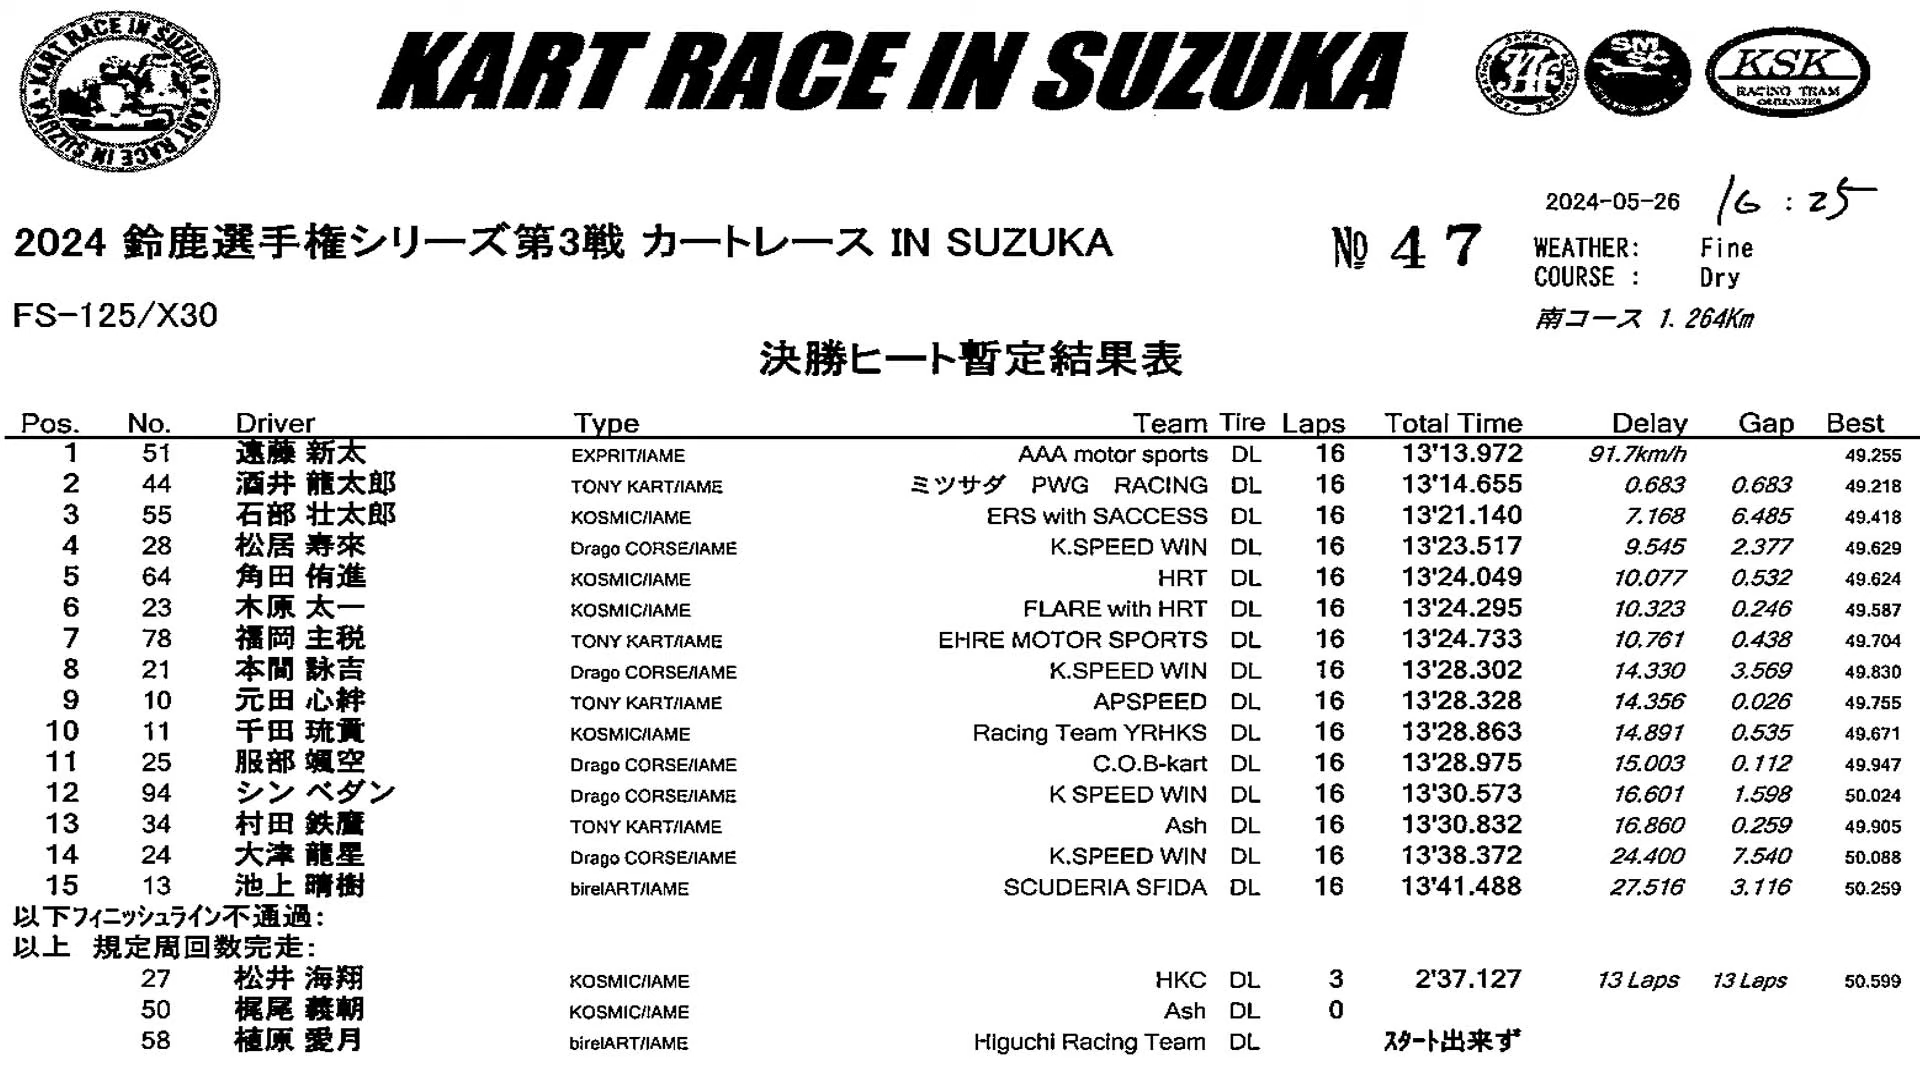 KART RACE IN SUZUKA · KART RACE IN SUZUKA ·
KART RACE IN SUZUKA
JAPAN
JAF
SMSC
KSK
RACING TEAM
ORGANIZER
2024-05-26 16:25
2024 鈴鹿選手権シリーズ第3戦 カートレース IN SUZUKA
№ 47
WEATHER: Fine
COURSE : Dry
FS-125/X30
南コース 1.264Km
決勝ヒート暫定結果表
Pos. No. Driver Type Team Tire Laps Total Time Delay Gap Best
1 51 遠藤 新太 EXPRIT/IAME AAA motor sports DL 16 13'13.972 91.7km/h 49.255
2 44 酒井 龍太郎 TONY KART/IAME ミツサダ PWG RACING DL 16 13'14.655 0.683 0.683 49.218
3 55 石部 壮太郎 KOSMIC/IAME ERS with SACCESS DL 16 13'21.140 7.168 6.485 49.418
4 28 松居 寿來 Drago CORSE/IAME K.SPEED WIN DL 16 13'23.517 9.545 2.377 49.629
5 64 角田 侑進 KOSMIC/IAME HRT DL 16 13'24.049 10.077 0.532 49.624
6 23 木原 太一 KOSMIC/IAME FLARE with HRT DL 16 13'24.295 10.323 0.246 49.587
7 78 福岡 主税 TONY KART/IAME EHRE MOTOR SPORTS DL 16 13'24.733 10.761 0.438 49.704
8 21 本間 詠吉 Drago CORSE/IAME K.SPEED WIN DL 16 13'28.302 14.330 3.569 49.830
9 10 元田 心絆 TONY KART/IAME APSPEED DL 16 13'28.328 14.356 0.026 49.755
10 11 千田 琉貫 KOSMIC/IAME Racing Team YRHKS DL 16 13'28.863 14.891 0.535 49.671
11 25 服部 颯空 Drago CORSE/IAME C.O.B-kart DL 16 13'28.975 15.003 0.112 49.947
12 94 シン ベダン Drago CORSE/IAME K SPEED WIN DL 16 13'30.573 16.601 1.598 50.024
13 34 村田 鉄鷹 TONY KART/IAME Ash DL 16 13'30.832 16.860 0.259 49.905
14 24 大津 龍星 Drago CORSE/IAME K.SPEED WIN DL 16 13'38.372 24.400 7.540 50.088
15 13 池上 晴樹 birelART/IAME SCUDERIA SFIDA DL 16 13'41.488 27.516 3.116 50.259
以下フィニッシュライン不通過:
以上 規定周回数完走:
27 松井 海翔 KOSMIC/IAME HKC DL 3 2'37.127 13 Laps 13 Laps 50.599
50 梶尾 義朝 KOSMIC/IAME Ash DL 0
58 植原 愛月 birelART/IAME Higuchi Racing Team DL スタート出来ず